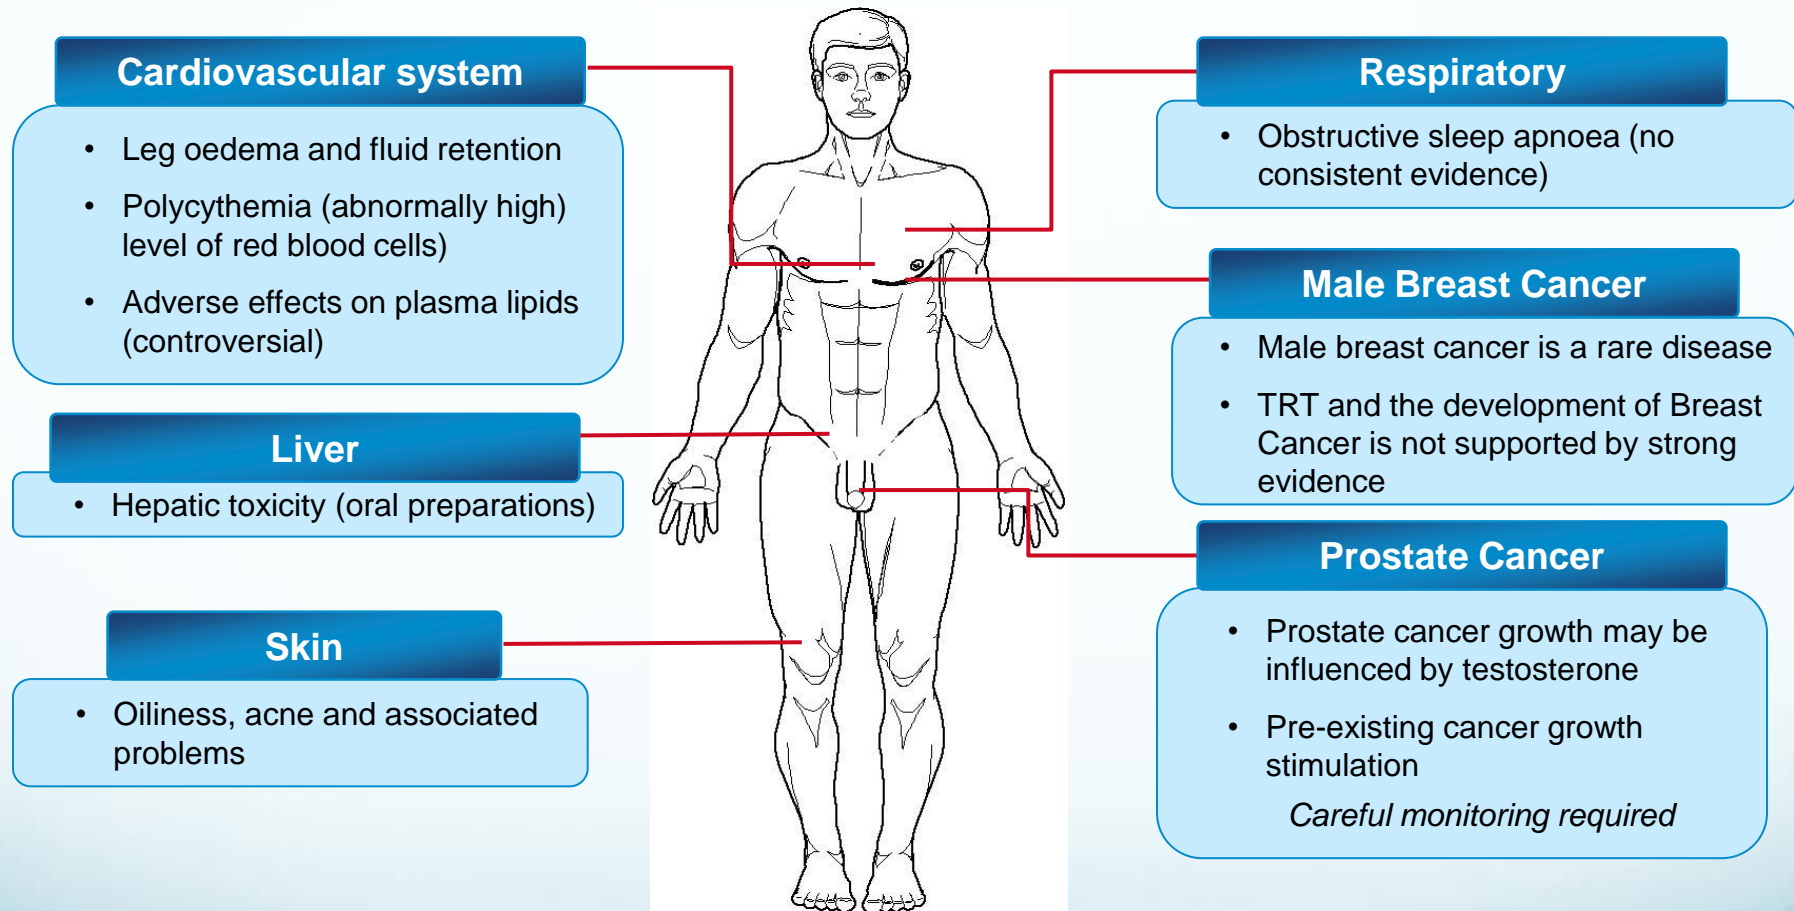 Cardiovascular system
• Leg oedema and fluid retention
• Polycythemia (abnormally high)
level of red blood cells)
• Adverse effects on plasma lipids
(controversial)
Liver
• Hepatic toxicity (oral preparations)
Skin
• Oiliness, acne and associated
problems
Respiratory
• Obstructive sleep apnoea (no
consistent evidence)
Male Breast Cancer
• Male breast cancer is a rare disease
• TRT and the development of Breast
Cancer is not supported by strong
evidence
Prostate Cancer
• Prostate cancer growth may be
influenced by testosterone
• Pre-existing cancer growth
stimulation
Careful monitoring required